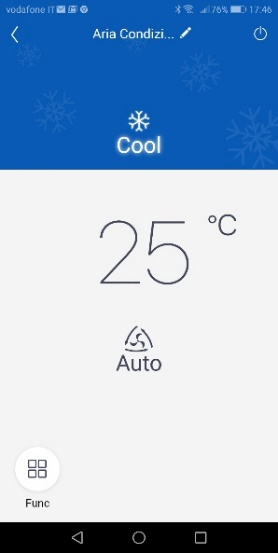 vodafone IT 76% 17:46
Aria Condizi...
Cool
25 °C
Auto
Func